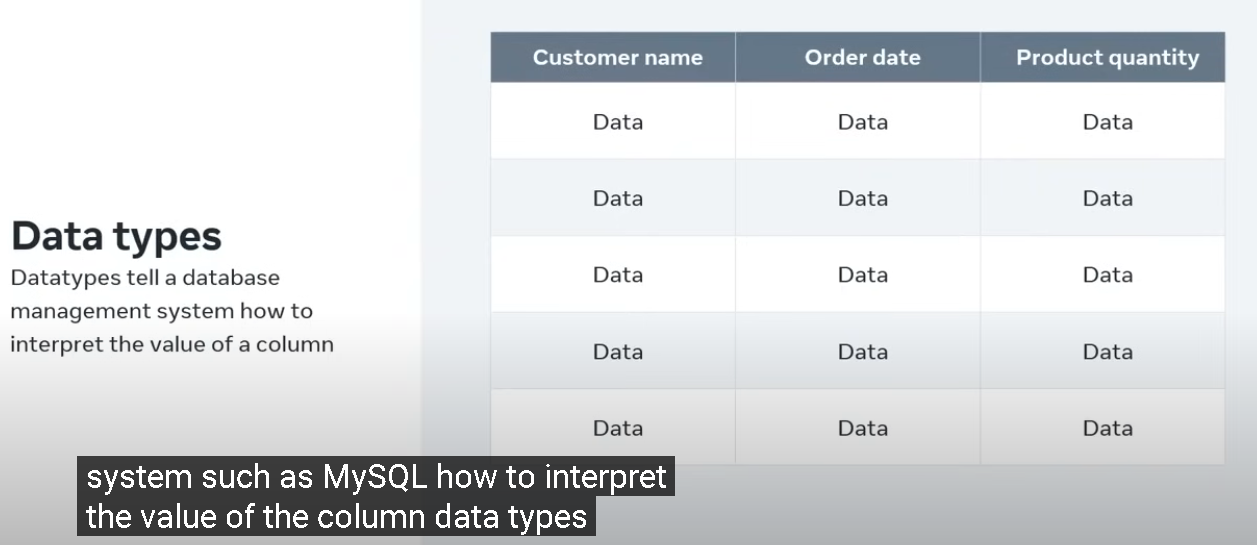 Data types
Datatypes tell a database
management system how to
interpret the value of a column
Customer name Order date Product quantity
Data Data Data
Data Data Data
Data Data Data
Data Data Data
Data Data Data
system such as MySQL how to interpret
the value of the column data types